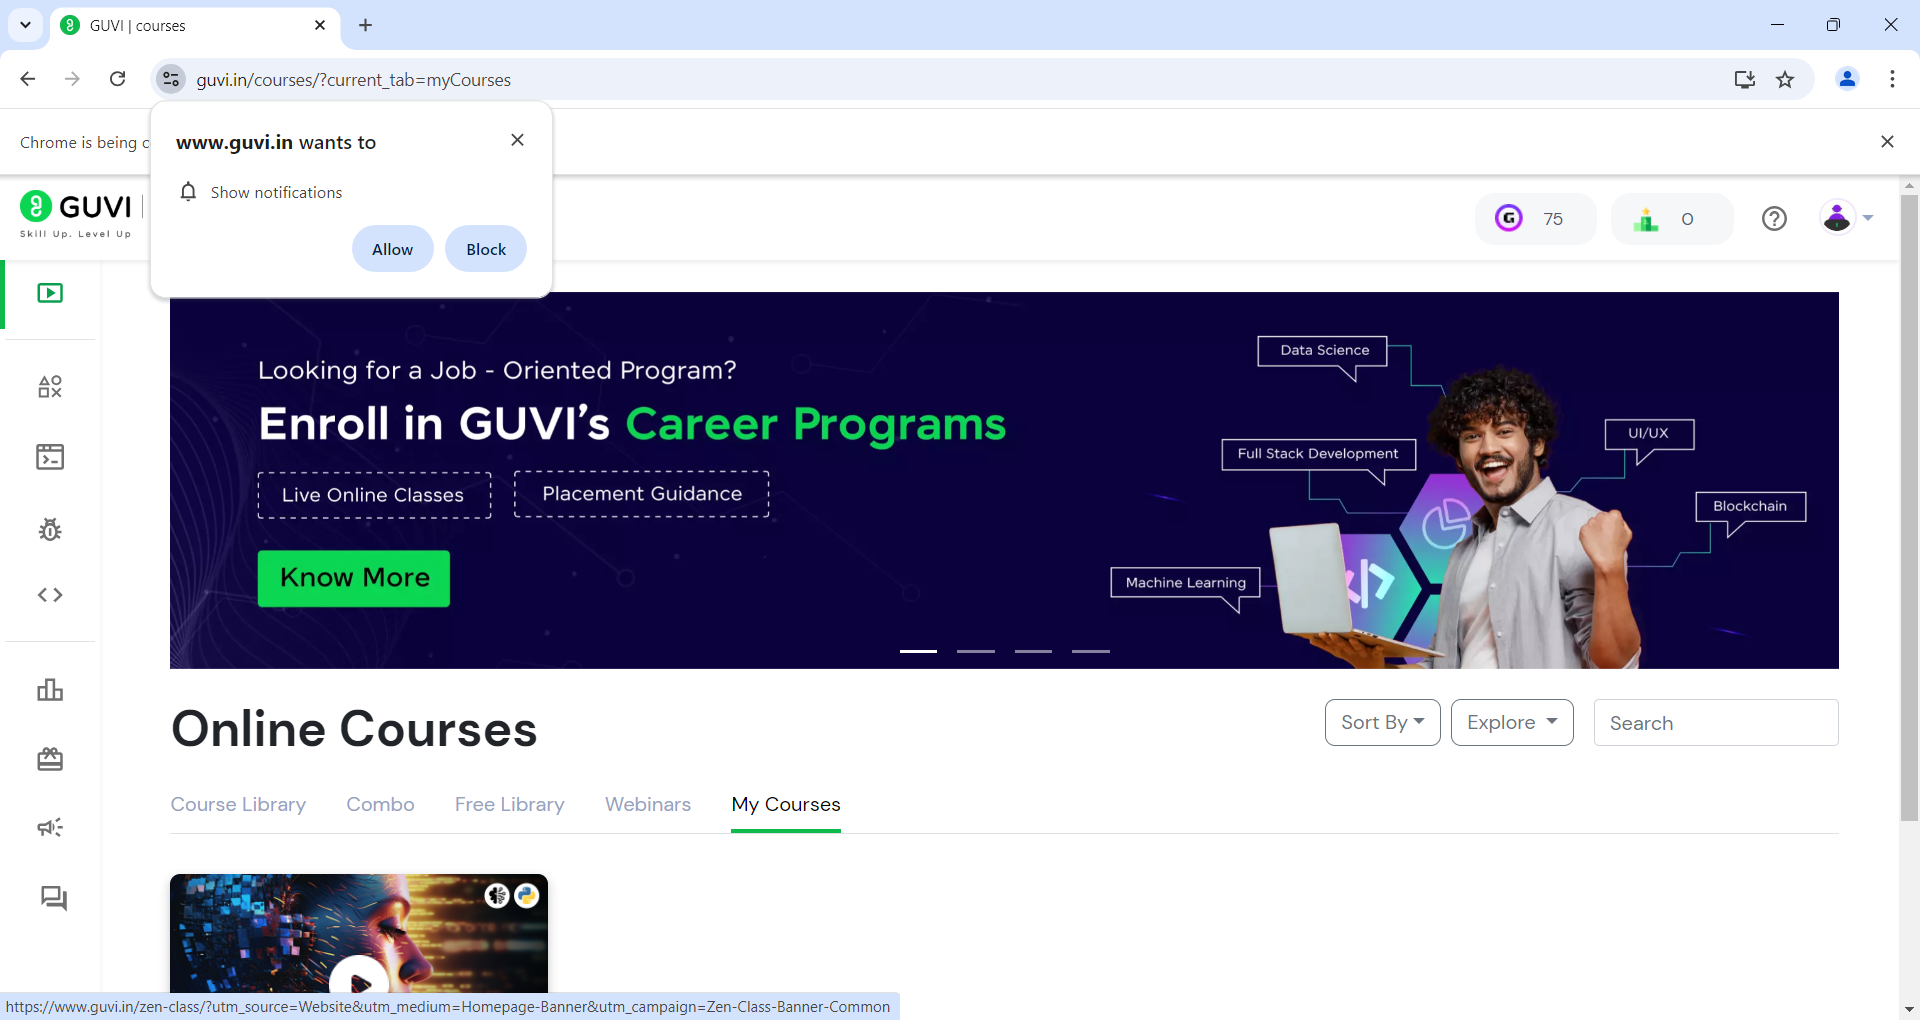 GUVI | courses
guvi.in/courses/?current_tab=myCourses
Chrome is being
www.guvi.in wants to
Show notifications
Allow
Block
GUVI
Skill Up. Level Up
75
0
Looking for a Job - Oriented Program?
Enroll in GUVI's Career Programs
Live Online Classes
Placement Guidance
Know More
Data Science
Full Stack Development
UI/UX
Blockchain
Machine Learning
Online Courses
Sort By
Explore
Search
Course Library
Combo
Free Library
Webinars
My Courses
https://www.guvi.in/zen-class/?utm_source=Website&utm_medium=Homepage-Banner&utm_campaign=Zen-Class-Banner-Common